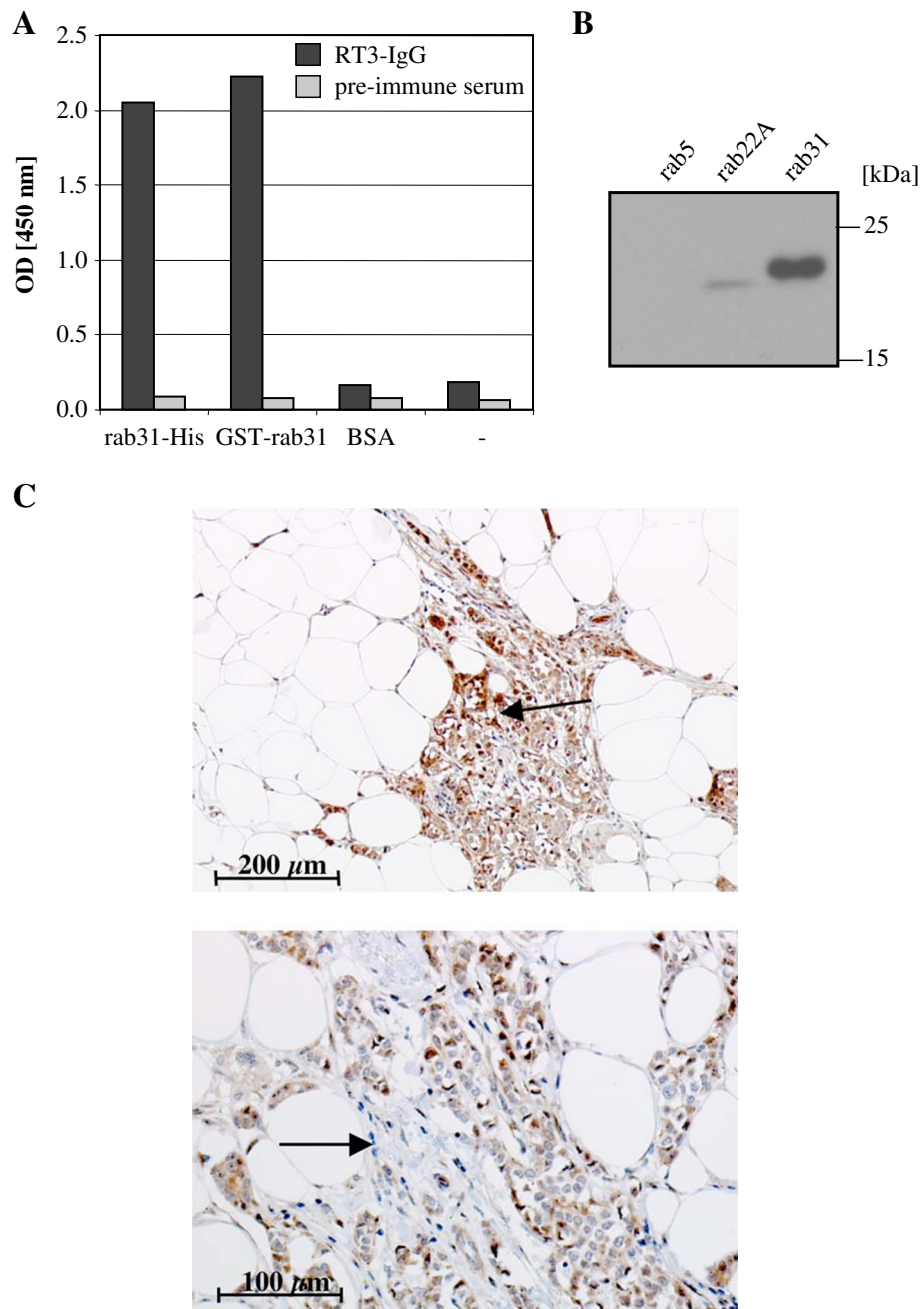 A
2.5
2.0
1.5
1.0
0.5
0.0
OD [450 nm]
RT3-IgG
pre-immune serum
rab31-His GST-rab31 BSA -
B
rab5 rab22A rab31
[kDa]
25
15
C
200 µm
100 µm